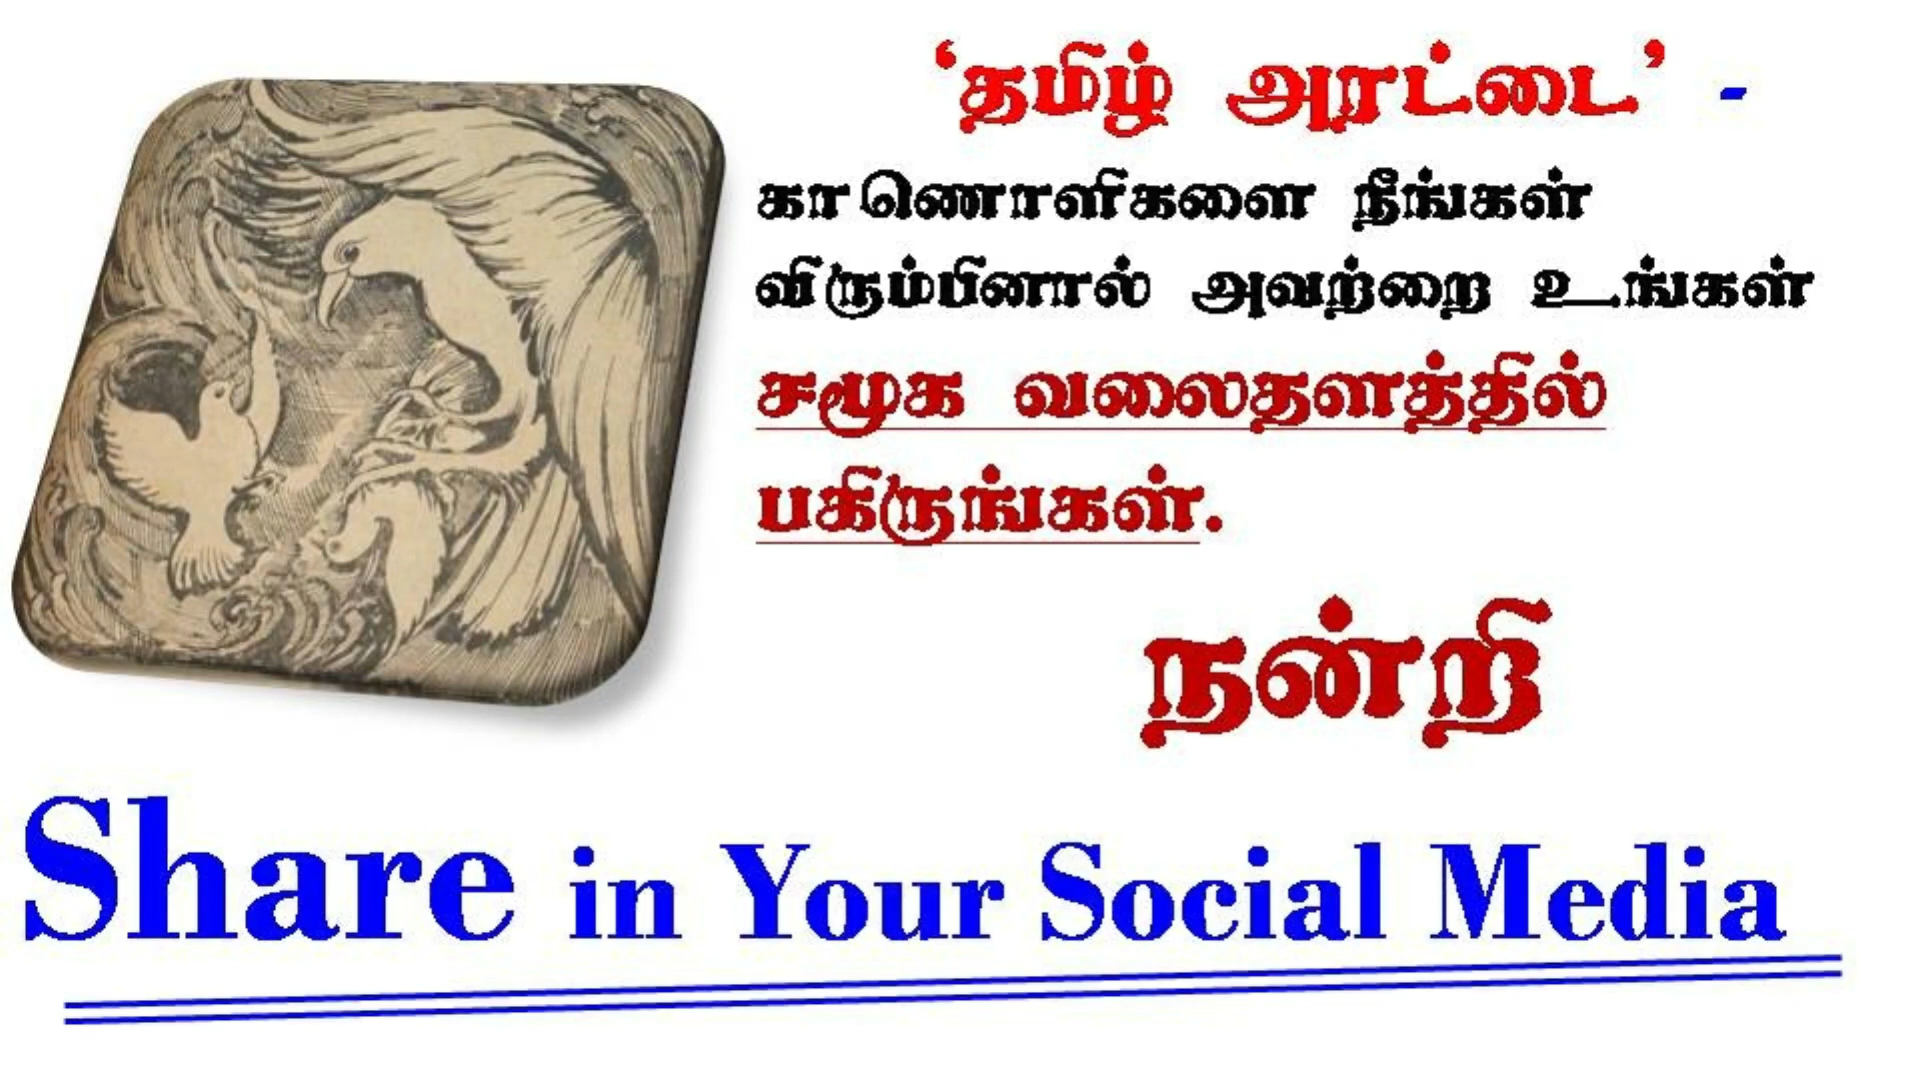 ‘தமிழ் அரட்டை’ -
காணொளிகளை நீங்கள்
விரும்பினால் அவற்றை உங்கள்
சமூக வலைதளத்தில்
பகிருங்கள்.
நன்றி
Share in Your Social Media